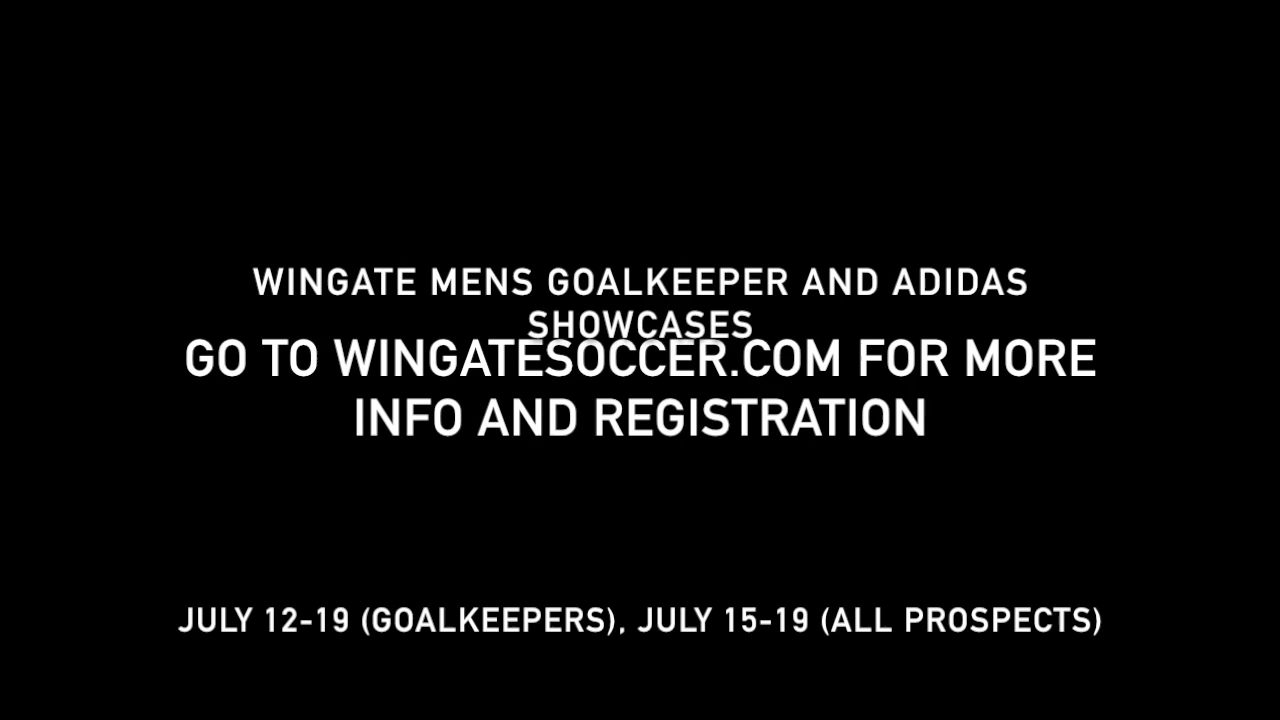 WINGATE MENS GOALKEEPER AND ADIDAS
SHOWCASES
GO TO WINGATESOCCER.COM FOR MORE
INFO AND REGISTRATION
JULY 12-19 (GOALKEEPERS), JULY 15-19 (ALL PROSPECTS)